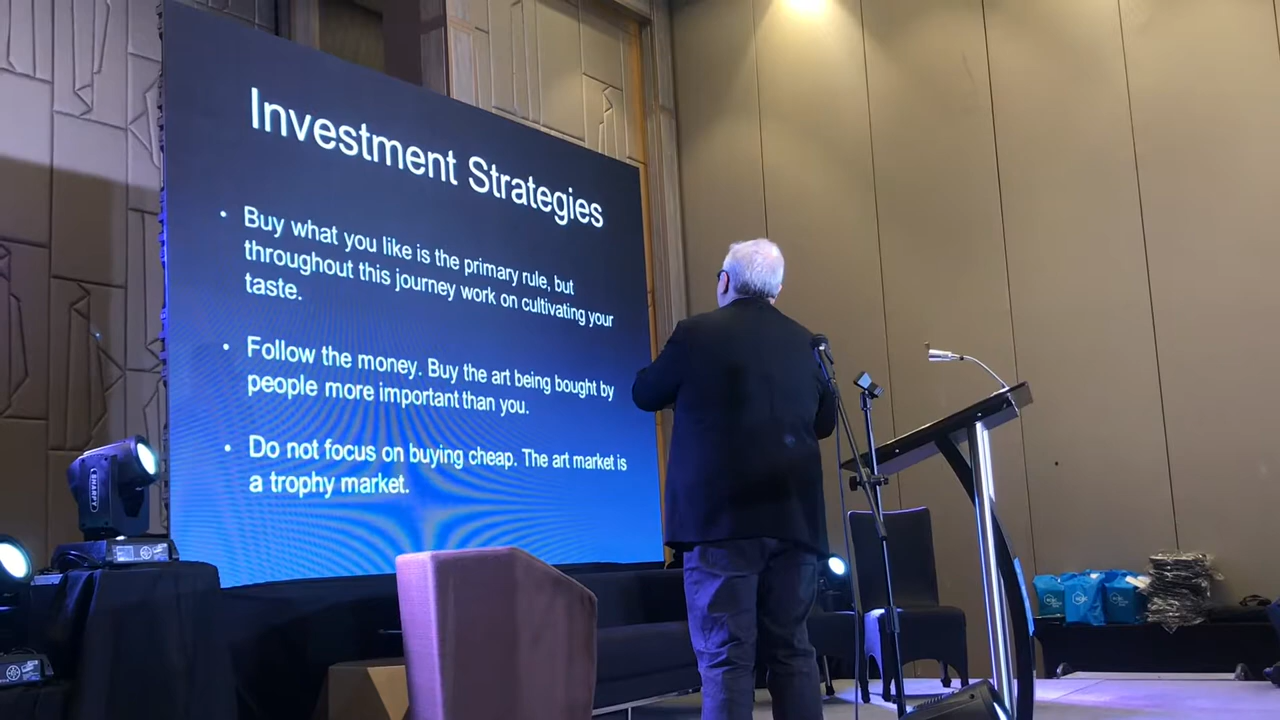 Investment Strategies
• Buy what you like is the primary rule, but
throughout this journey work on cultivating your
taste.
• Follow the money. Buy the art being bought by
people more important than you.
• Do not focus on buying cheap. The art market is
a trophy market.
SHARPY